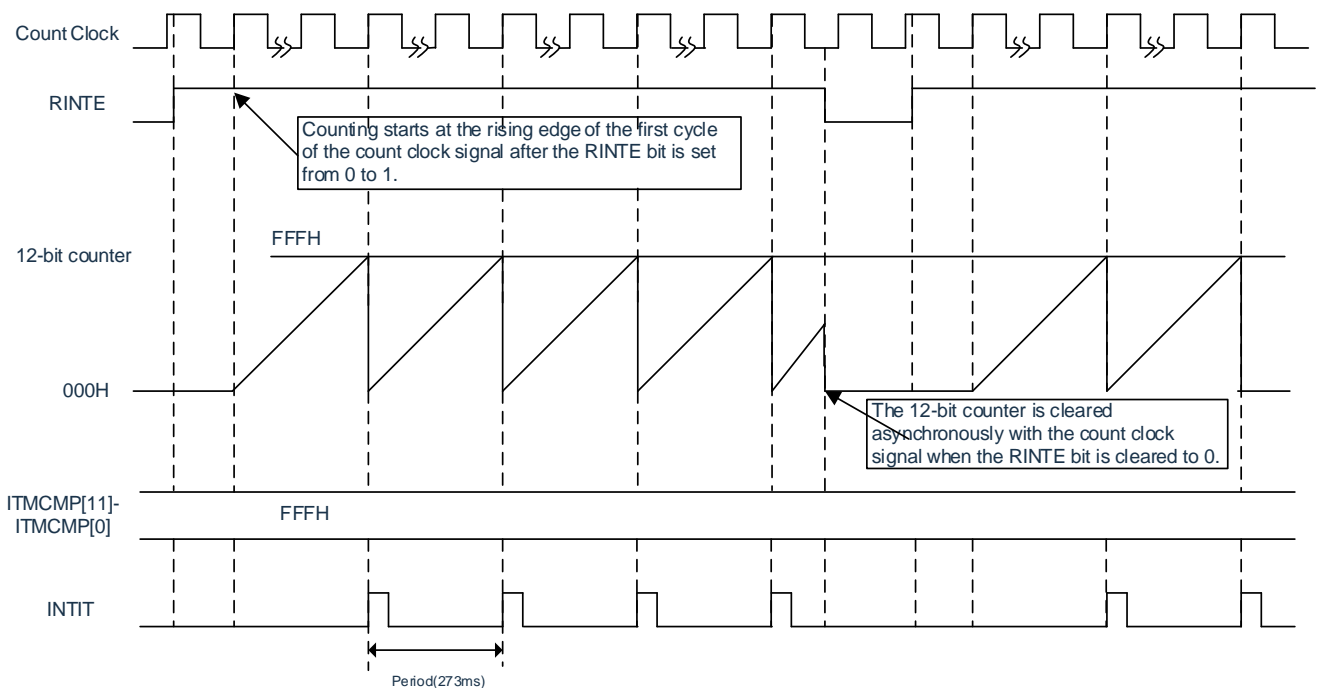 Count Clock
RINTE
Counting starts at the rising edge of the first cycle
of the count clock signal after the RINTE bit is set
from 0 to 1.
FFFH
12-bit counter
000H
The 12-bit counter is cleared
asynchronously with the count clock
signal when the RINTE bit is cleared to 0.
ITMCMP[11]-
ITMCMP[0]
FFFH
INTIT
Period(273ms)